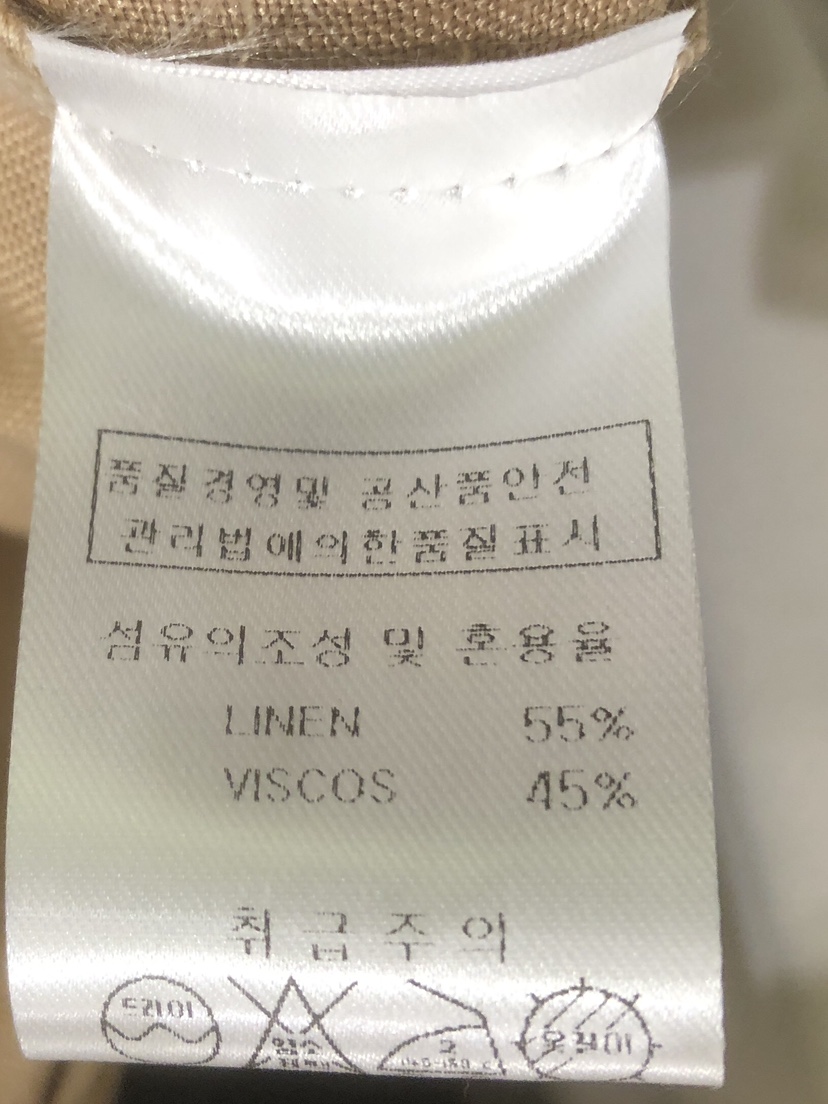 품질경영및 공산품안전
관리법에의한품질표시
섬유의조성 및 혼용율
LINEN 55%
VISCOS 45%
취급주의
드라이
염소